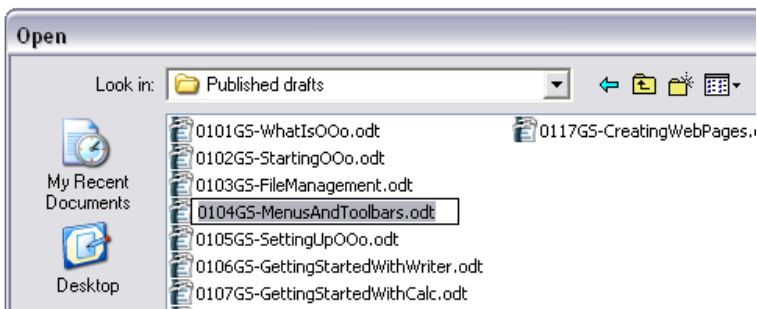 Open
Look in: Published drafts
My Recent
Documents
Desktop
0101GS-WhatIsOOo.odt
0102GS-StartingOOo.odt
0103GS-FileManagement.odt
0104GS-MenusAndToolbars.odt
0105GS-SettingUpOOo.odt
0106GS-GettingStartedWithWriter.odt
0107GS-GettingStartedWithCalc.odt
0117GS-CreatingWebPages.